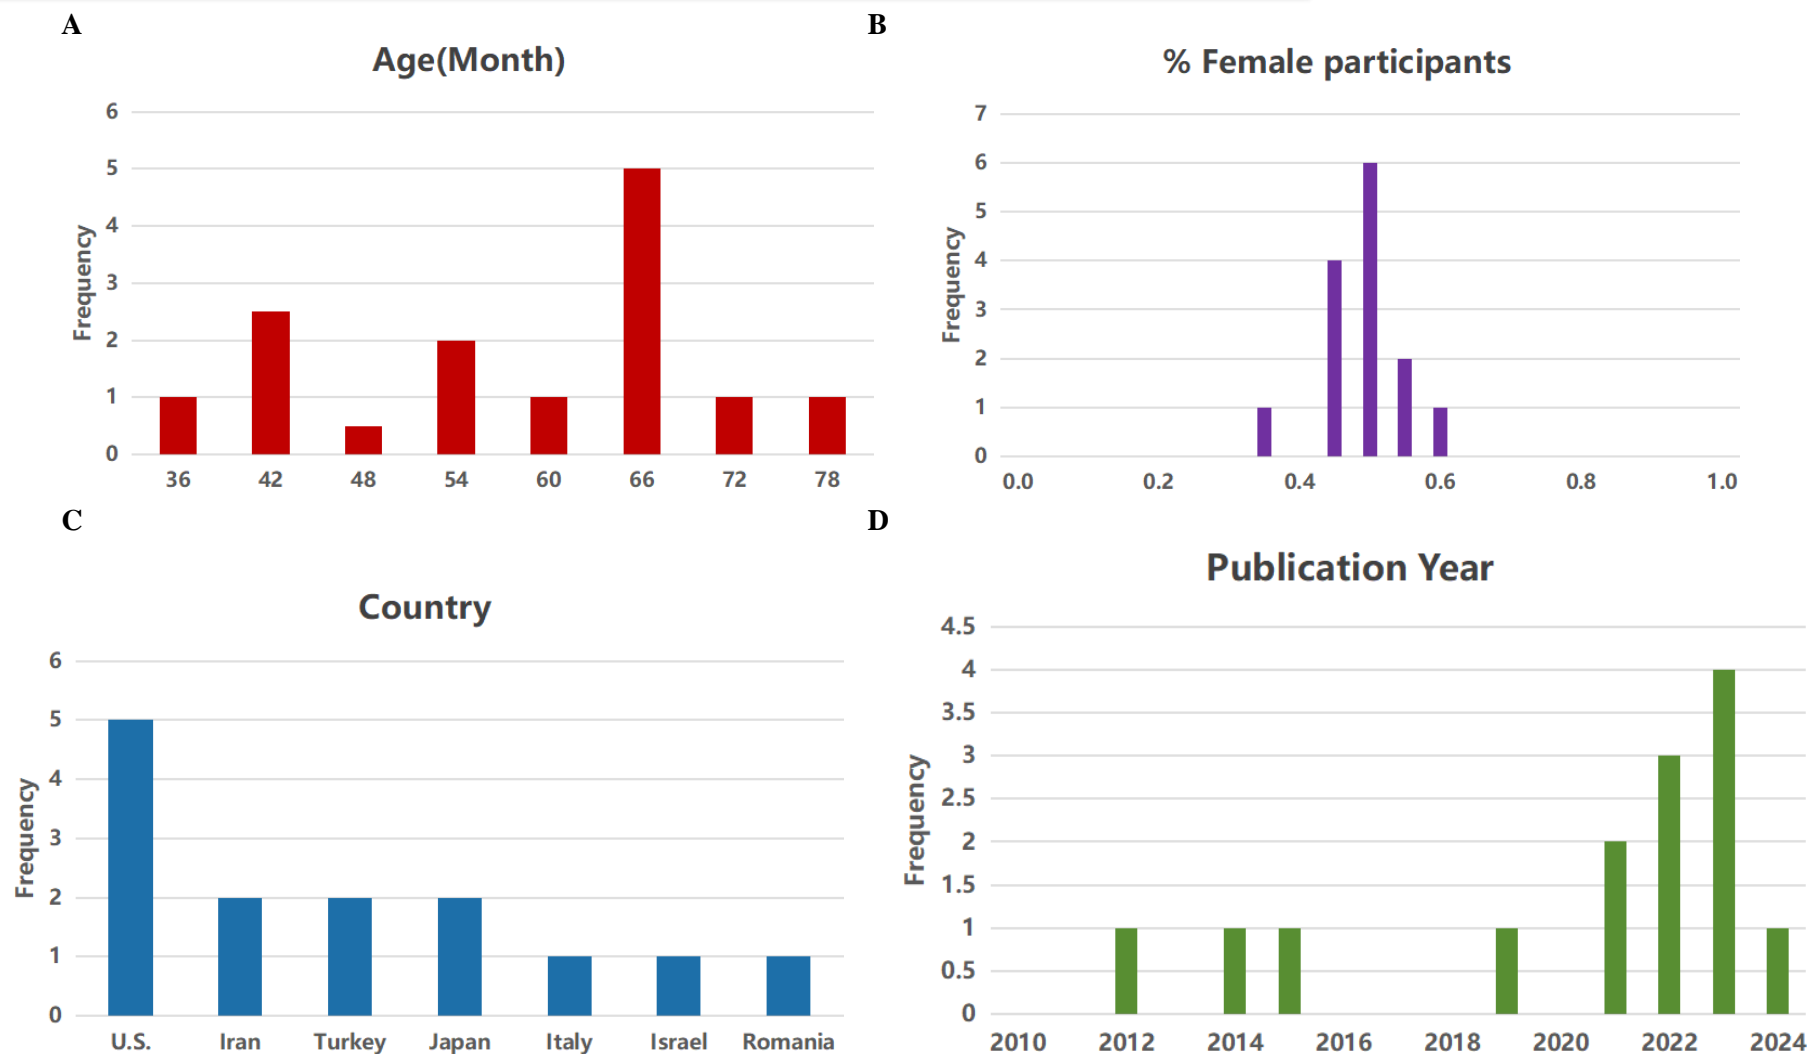 A
Age(Month)
6
5
4
3
2
1
0
Frequency
36 42 48 54 60 66 72 78
B
% Female participants
7
6
5
4
3
2
1
0
Frequency
0.0 0.2 0.4 0.6 0.8 1.0
C
Country
6
5
4
3
2
1
0
Frequency
U.S. Iran Turkey Japan Italy Israel Romania
D
Publication Year
4.5
4
3.5
3
2.5
2
1.5
1
0.5
0
Frequency
2010 2012 2014 2016 2018 2020 2022 2024